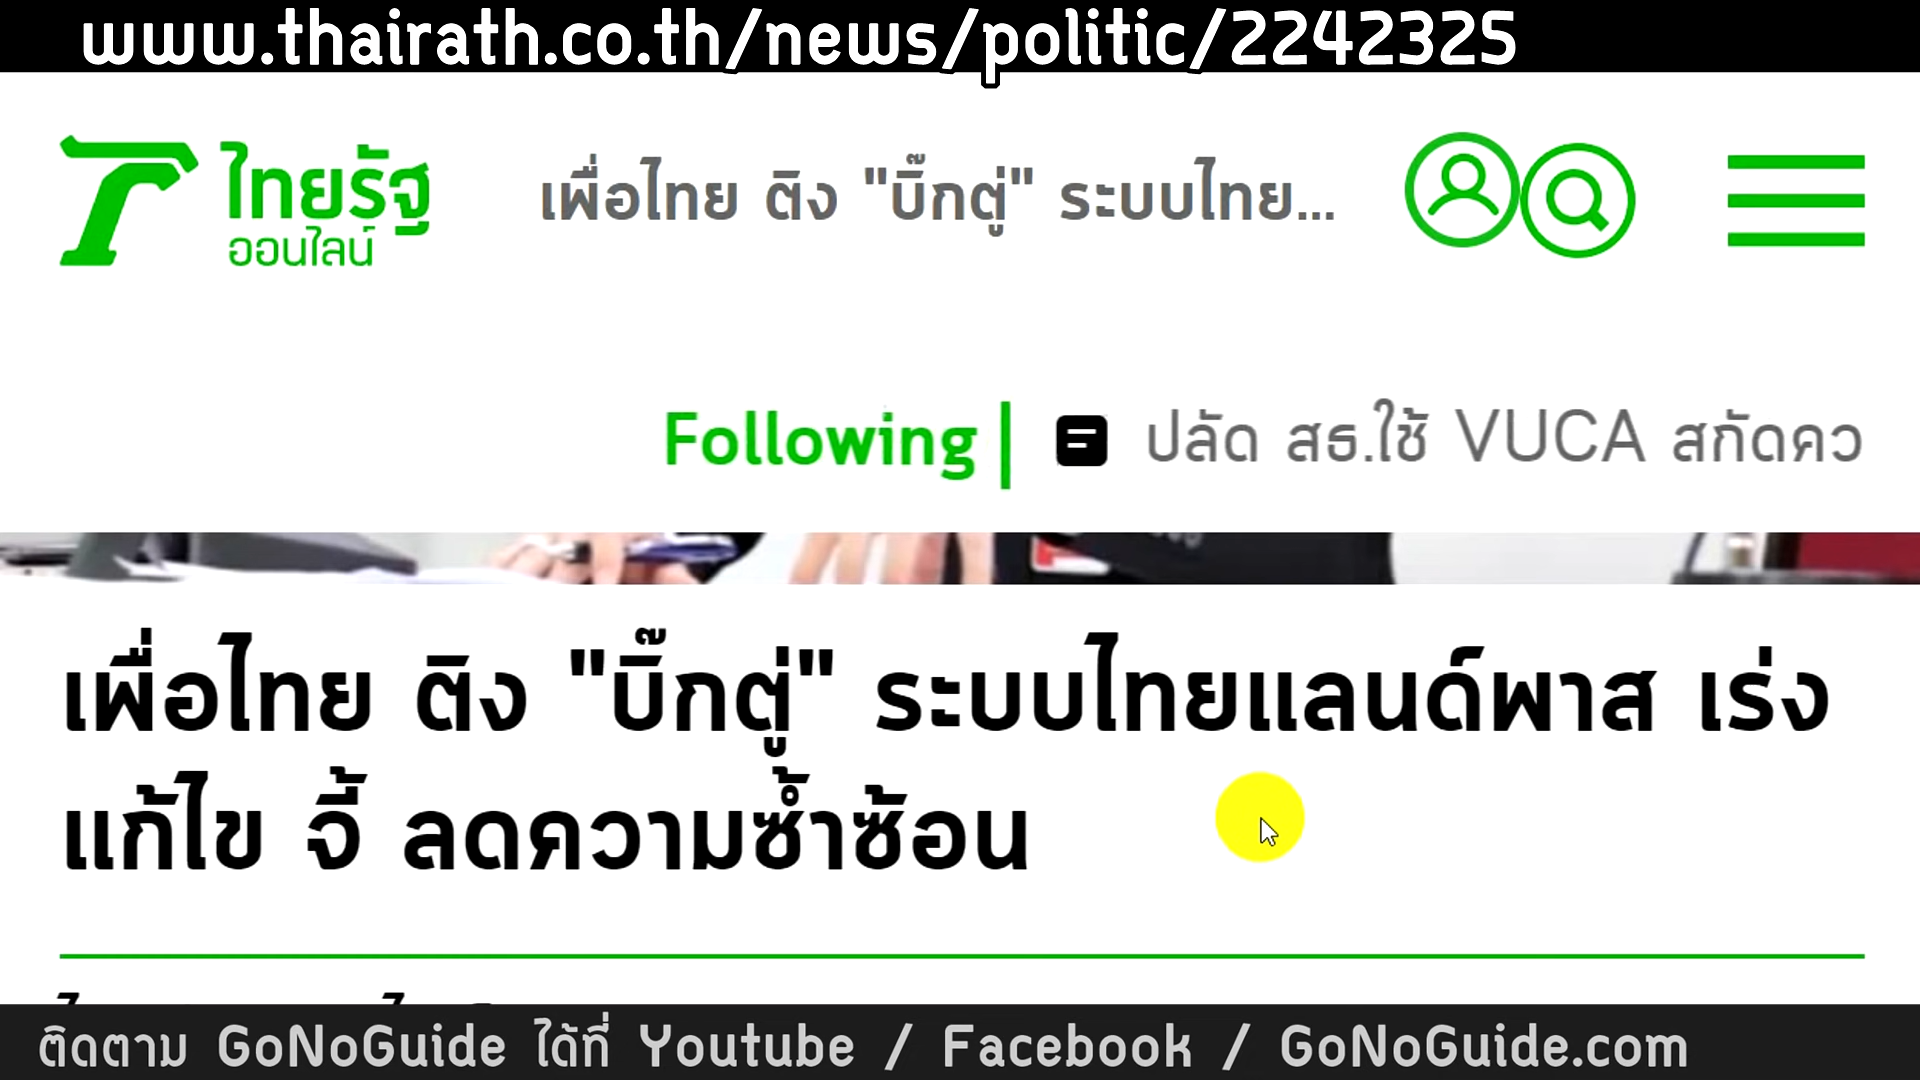 www.thairath.co.th/news/politic/2242325
ไทยรัฐ
ออนไลน์
เพื่อไทย ติง "บิ๊กตู่" ระบบไทย...
Following
ปลัด สธ.ใช้ VUCA สกัดคว
เพื่อไทย ติง "บิ๊กตู่" ระบบไทยแลนด์พาส เร่ง
แก้ไข จี้ ลดความซ้ำซ้อน
ติดตาม GoNoGuide ได้ที่ Youtube / Facebook / GoNoGuide.com